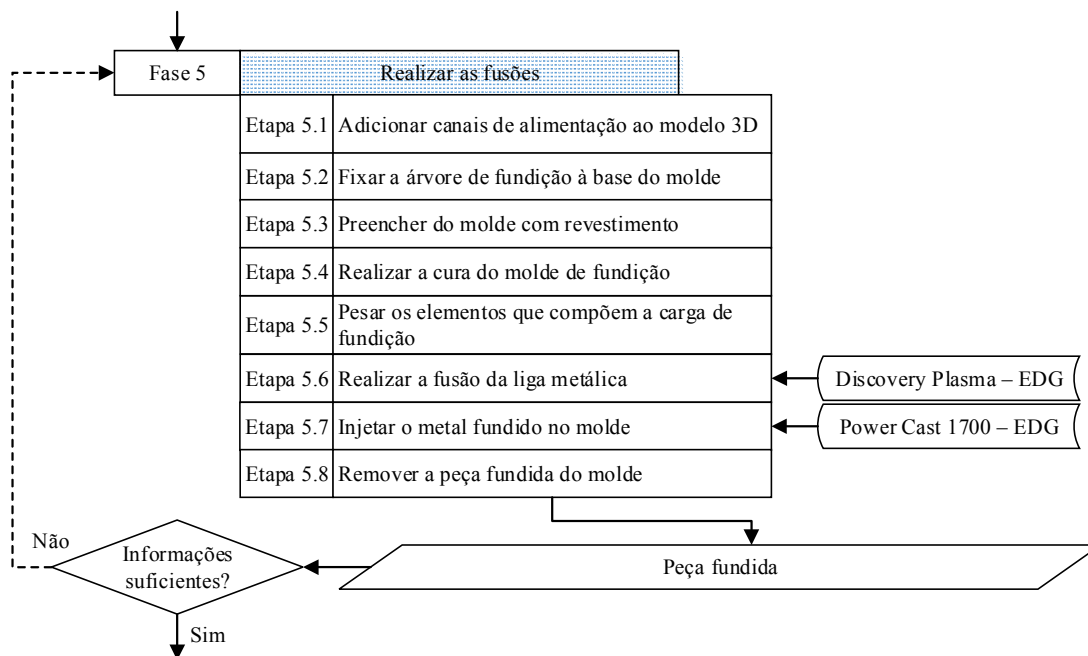 Fase 5
Realizar as fusões
Etapa 5.1 Adicionar canais de alimentação ao modelo 3D
Etapa 5.2 Fixar a árvore de fundição à base do molde
Etapa 5.3 Preencher do molde com revestimento
Etapa 5.4 Realizar a cura do molde de fundição
Etapa 5.5 Pesar os elementos que compõem a carga de
fundição
Etapa 5.6 Realizar a fusão da liga metálica
Discovery Plasma – EDG
Etapa 5.7 Injetar o metal fundido no molde
Power Cast 1700 – EDG
Etapa 5.8 Remover a peça fundida do molde
Não
Informações
suficientes?
Peça fundida
Sim